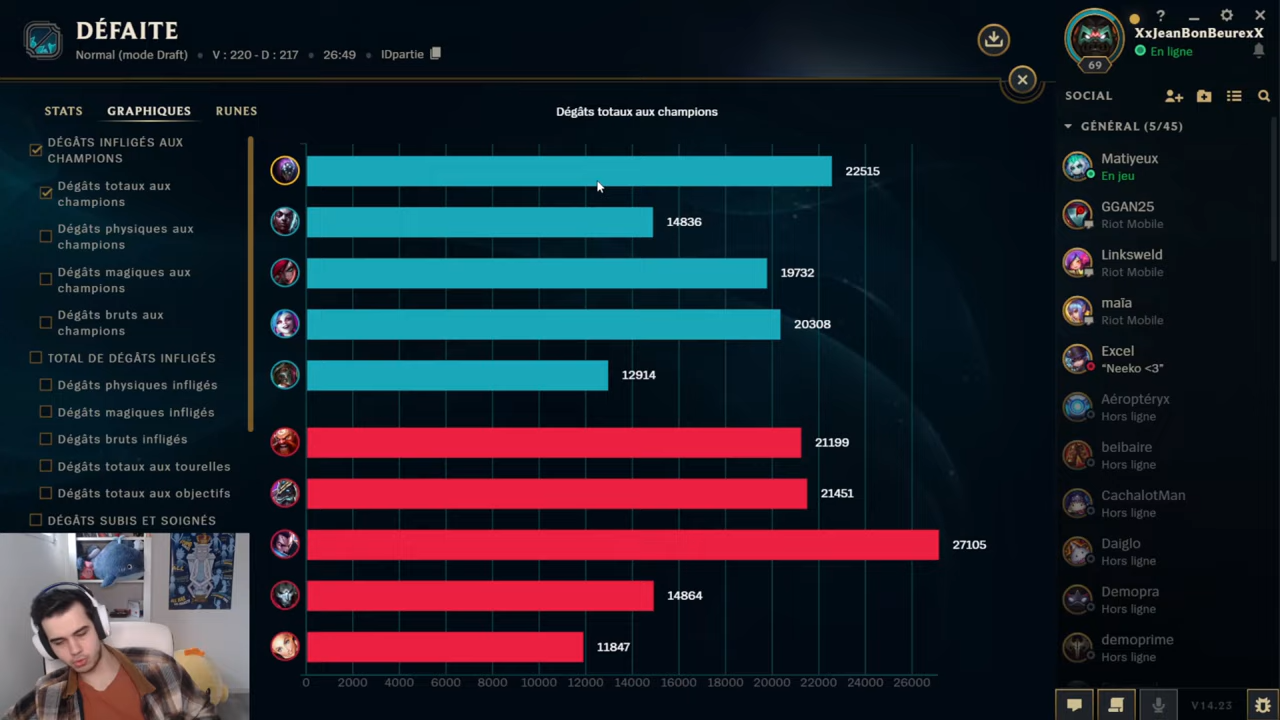 DÉFAITE
Normal (mode Draft) • V : 220 - D : 217 • 26:49 • IDpartie
STATS GRAPHIQUES RUNES
Dégâts totaux aux champions
DÉGÂTS INFLIGÉS AUX
CHAMPIONS
Dégâts totaux aux
champions
Dégâts physiques aux
champions
Dégâts magiques aux
champions
Dégâts bruts aux
champions
TOTAL DE DÉGÂTS INFLIGÉS
Dégâts physiques infligés
Dégâts magiques infligés
Dégâts bruts infligés
Dégâts totaux aux tourelles
Dégâts totaux aux objectifs
DÉGÂTS SUBIS ET SOIGNÉS
22515
14836
19732
20308
12914
21199
21451
27105
14864
11847
0 2000 4000 6000 8000 10000 12000 14000 16000 18000 20000 22000 24000 26000
?
XxJeanBonBeurexX
En ligne
69
SOCIAL
GÉNÉRAL (5/45)
Matiyeux
En jeu
GGAN25
Riot Mobile
Linksweld
Riot Mobile
maïa
Riot Mobile
Excel
"Neeko <3"
Aéroptéryx
Hors ligne
beibaire
Hors ligne
CachalotMan
Hors ligne
Daiglo
Hors ligne
Demopra
Hors ligne
demoprime
Hors ligne
V14.23